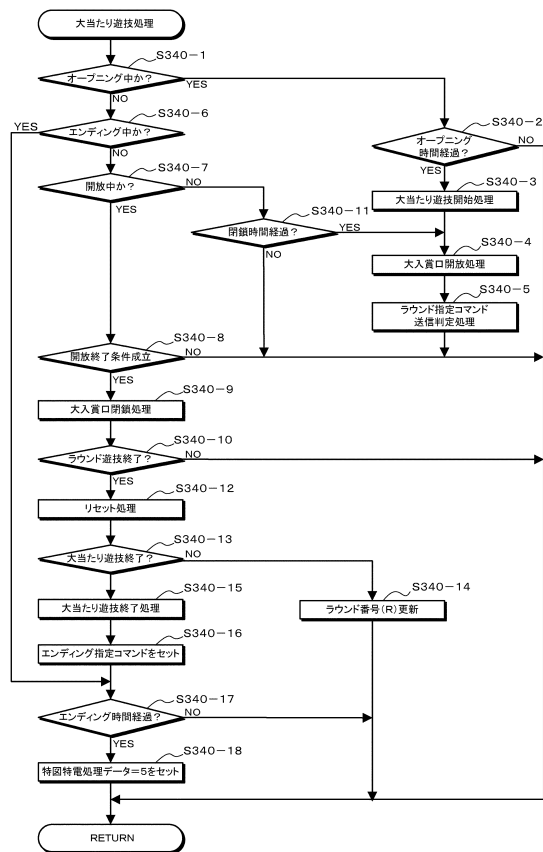 大当たり遊技処理
S340-1
オープニング中か？
YES
NO
S340-6
エンディング中か？
YES
NO
S340-2
オープニング
時間経過？
NO
YES
S340-7
開放中か？
NO
YES
S340-3
大当たり遊技開始処理
S340-11
閉鎖時間経過？
YES
NO
S340-4
大入賞口開放処理
S340-5
ラウンド指定コマンド
送信判定処理
S340-8
開放終了条件成立
NO
YES
S340-9
大入賞口閉鎖処理
S340-10
ラウンド遊技終了？
NO
YES
S340-12
リセット処理
S340-13
大当たり遊技終了？
NO
YES
S340-14
ラウンド番号(R)更新
S340-15
大当たり遊技終了処理
S340-16
エンディング指定コマンドをセット
S340-17
エンディング時間経過？
NO
YES
S340-18
特図特電処理データ＝5をセット
RETURN